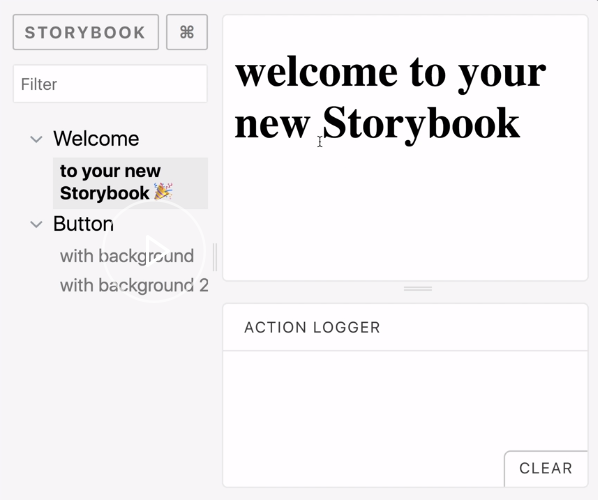 STORYBOOK ⌘
Filter
Welcome
to your new
Storybook 🎉
Button
with background
with background 2
welcome to your
new Storybook
ACTION LOGGER
CLEAR